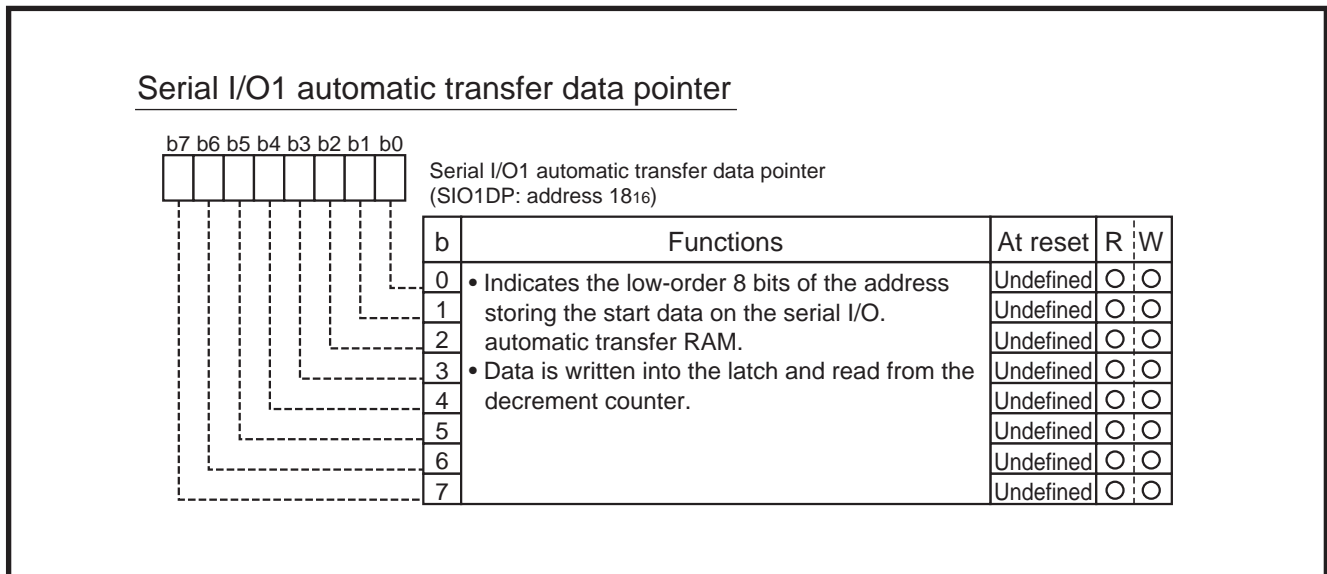 Serial I/O1 automatic transfer data pointer
b7 b6 b5 b4 b3 b2 b1 b0
Serial I/O1 automatic transfer data pointer
(SIO1DP: address 1816)
b Functions At reset R W
0 • Indicates the low-order 8 bits of the address Undefined O O
1 storing the start data on the serial I/O. Undefined O O
2 automatic transfer RAM. Undefined O O
3 • Data is written into the latch and read from the Undefined O O
4 decrement counter. Undefined O O
5 Undefined O O
6 Undefined O O
7 Undefined O O